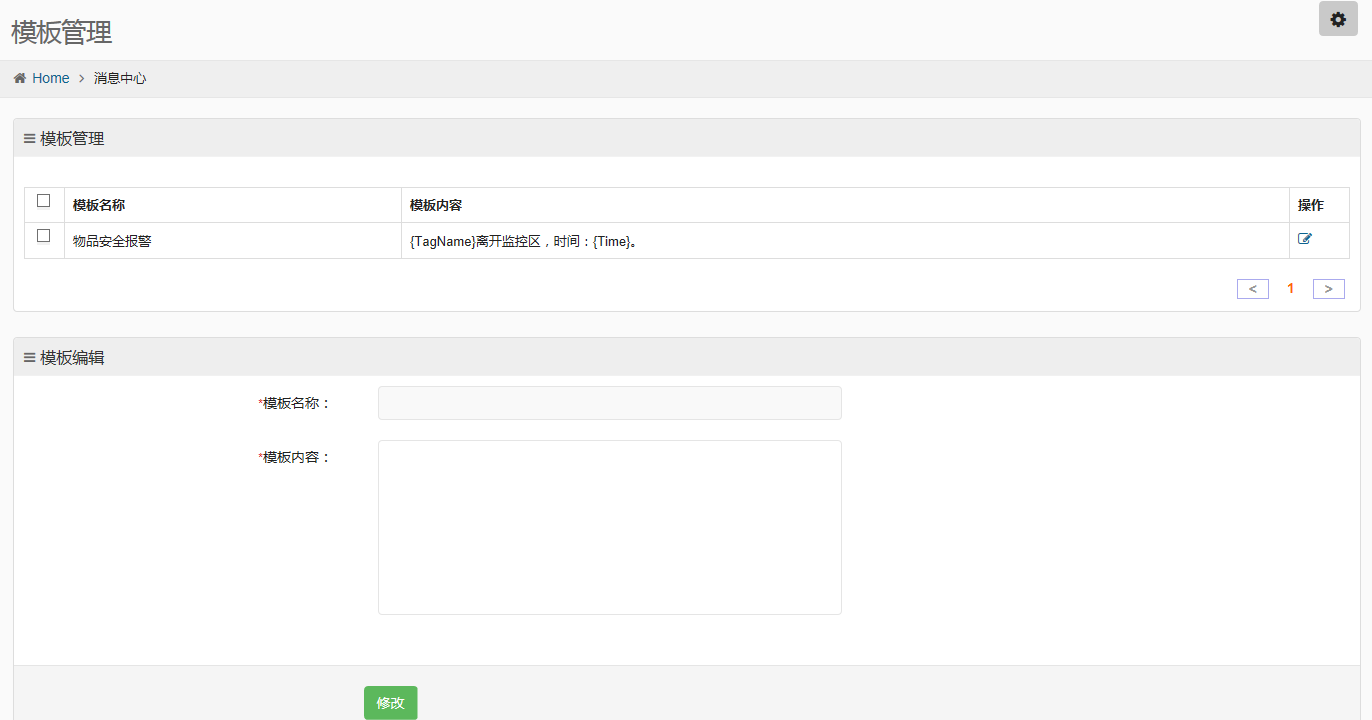 模板管理
Home > 消息中心
模板管理
模板名称 模板内容 操作
物品安全报警 {TagName}离开监控区，时间：{Time}。
< 1 >
模板编辑
*模板名称：
*模板内容：
修改